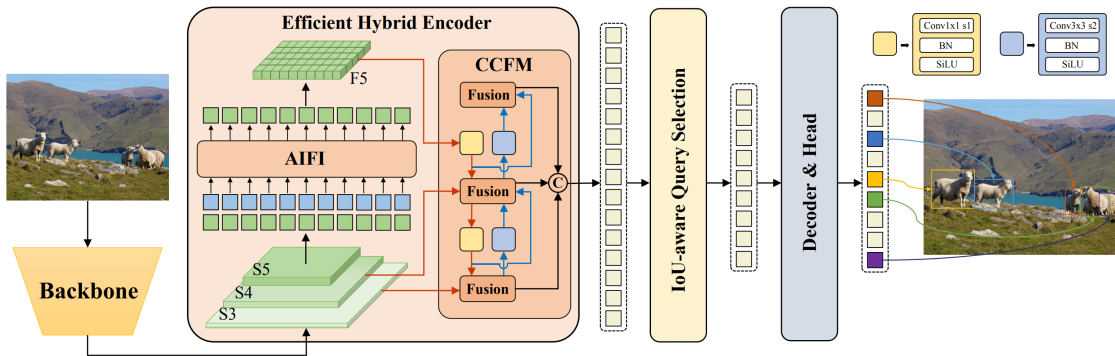 Efficient Hybrid Encoder
F5
CCFM
Fusion
AIFI
Fusion
C
S5
S4
S3
Fusion
Backbone
IoU-aware Query Selection
Decoder & Head
Conv1x1 s1
BN
SiLU
Conv3x3 s2
BN
SiLU